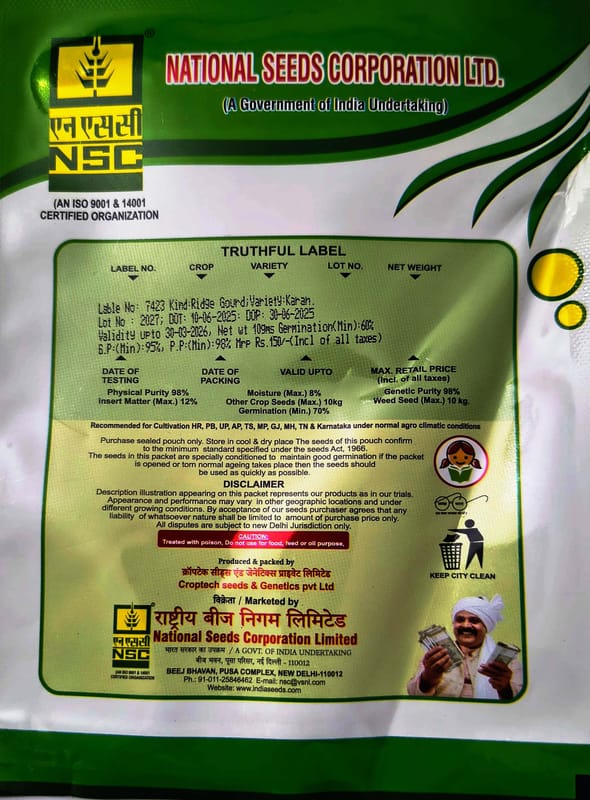 एन एस सी
NSC
®
NATIONAL SEEDS CORPORATION LTD.
(A Government of India Undertaking)
(AN ISO 9001 & 14001
CERTIFIED ORGANIZATION
TRUTHFUL LABEL
LABEL NO. CROP VARIETY LOT NO. NET WEIGHT
Lable No: 7423 Kind:Ridge Gourd;Variety:Karan.
Lot No : 2027; DOT: 10-06-2025: DOP: 30-06-2025
Validity upto 30-03-2026, Net wt 10gms Germination(Min):60%
G.P:(Min):95%, P.P:(Min):98% Mrp Rs.150/-(Incl of all taxes)
DATE OF TESTING DATE OF PACKING VALID UPTO MAX. RETAIL PRICE (Incl. of all taxes)
Physical Purity 98% Moisture (Max.) 8% Genetic Purity 98%
Insert Matter (Max.) 12% Other Crop Seeds (Max.) 10kg Weed Seed (Max.) 10 kg.
Germination (Min.) 70%
Recommended for Cultivation HR, PB, UP, AP, TS, MP, GJ, MH, TN & Karnataka under normal agro climatic conditions
Purchase sealed pouch only. Store in cool & dry place The seeds of this pouch confirm
to the minimum standard specified under the seeds Act, 1966.
The seeds in this packet are specially conditioned to maintain good germination if the packet
is opened or torn normal ageing takes place then the seeds should
be used as quickly as possible.
DISCLAIMER
Description illustration appearing on this packet represents our products as in our trials.
Appearance and performance may vary in other geographic locations and under
different growing conditions. By acceptance of our seeds purchaser agrees that any
liability of whatsoever nature shall be limited to amount of purchase price only.
All disputes are subject to new Delhi Jurisdiction only.
CAUTION:
Treated with poison, Do not use for food, feed or oil purpose,
KEEP CITY CLEAN
Produced & packed by
क्रॉपटेक सीड्स एंड जेनेटिक्स प्राइवेट लिमिटेड
Croptech seeds & Genetics pvt Ltd
विक्रेता / Marketed by
एन एस सी
NSC
(AN ISO 9001 & 14001
CERTIFIED ORGANIZATION
राष्ट्रीय बीज निगम लिमिटेड
National Seeds Corporation Limited
भारत सरकार का उपक्रम / A GOVT. OF INDIA UNDERTAKING
बीज भवन, पूसा परिसर, नई दिल्ली - 110012
BEEJ BHAVAN, PUSA COMPLEX, NEW DELHI-110012
Ph.: 91-011-25846462 E-mail: nsc@vsnl.com
Website: www.indiaseeds.com